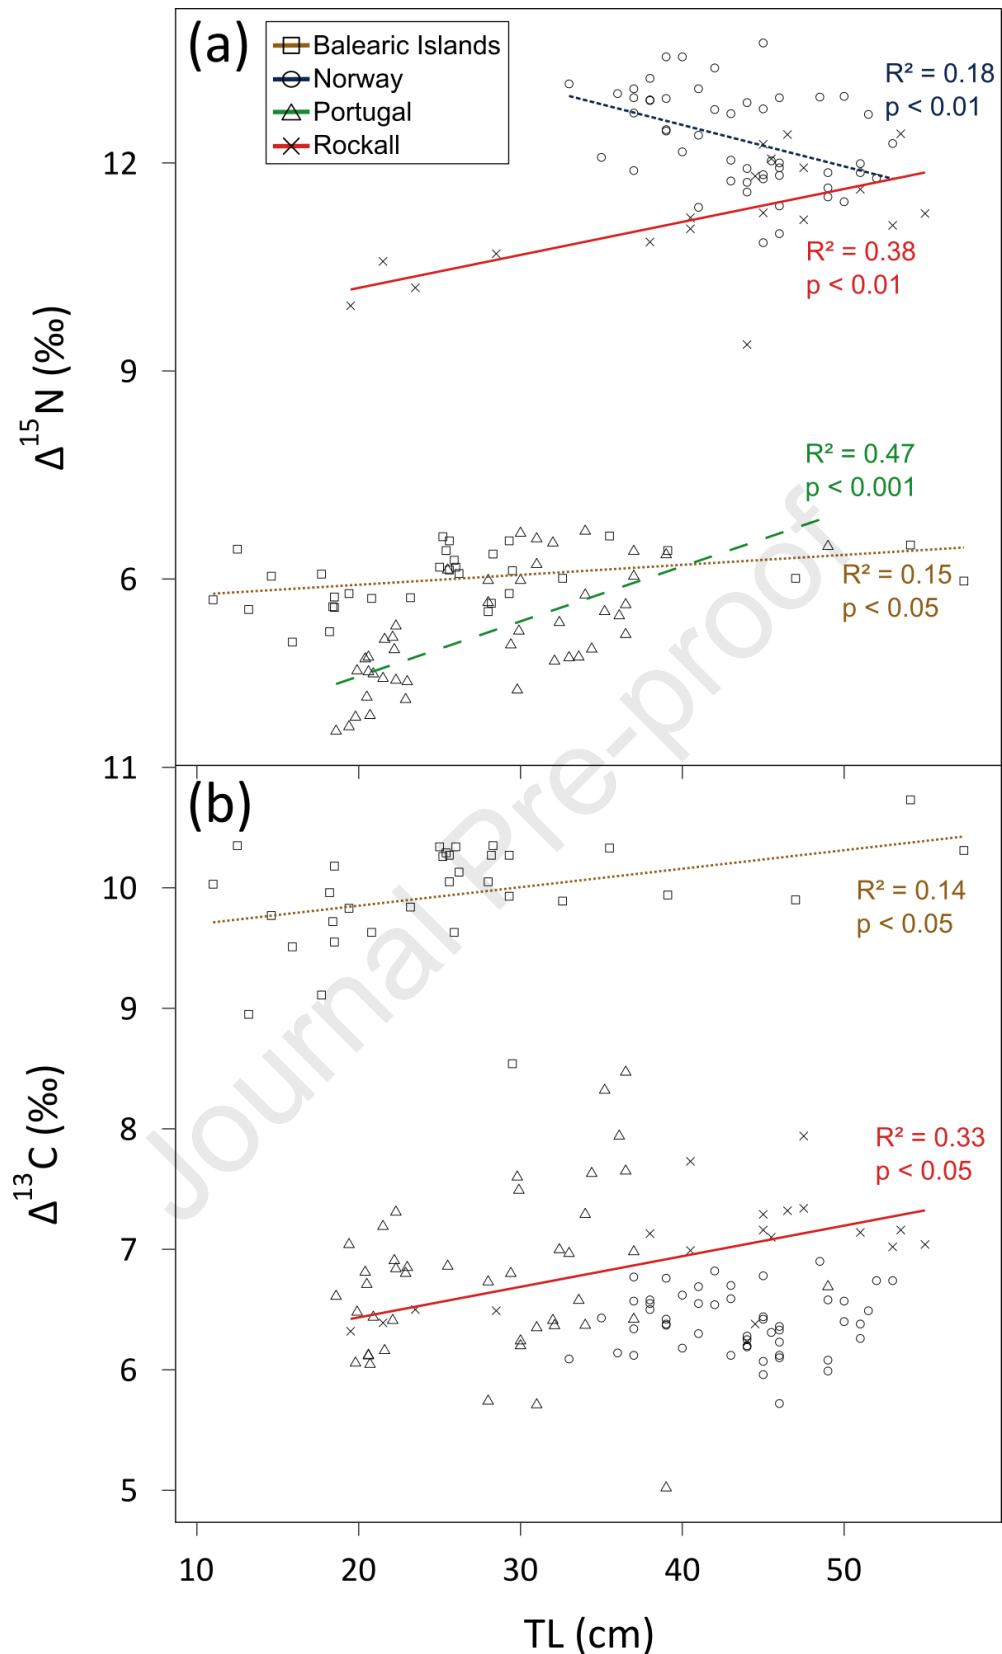 (a)
Balearic Islands
Norway
Portugal
Rockall
R² = 0.18
p < 0.01
12
R² = 0.38
p < 0.01
Δ¹⁵N (‰)
9
R² = 0.47
p < 0.001
6
R² = 0.15
p < 0.05
Journal Pre-proof
11
(b)
10
R² = 0.14
p < 0.05
9
Δ¹³C (‰)
8
R² = 0.33
p < 0.05
7
6
5
10 20 30 40 50
TL (cm)